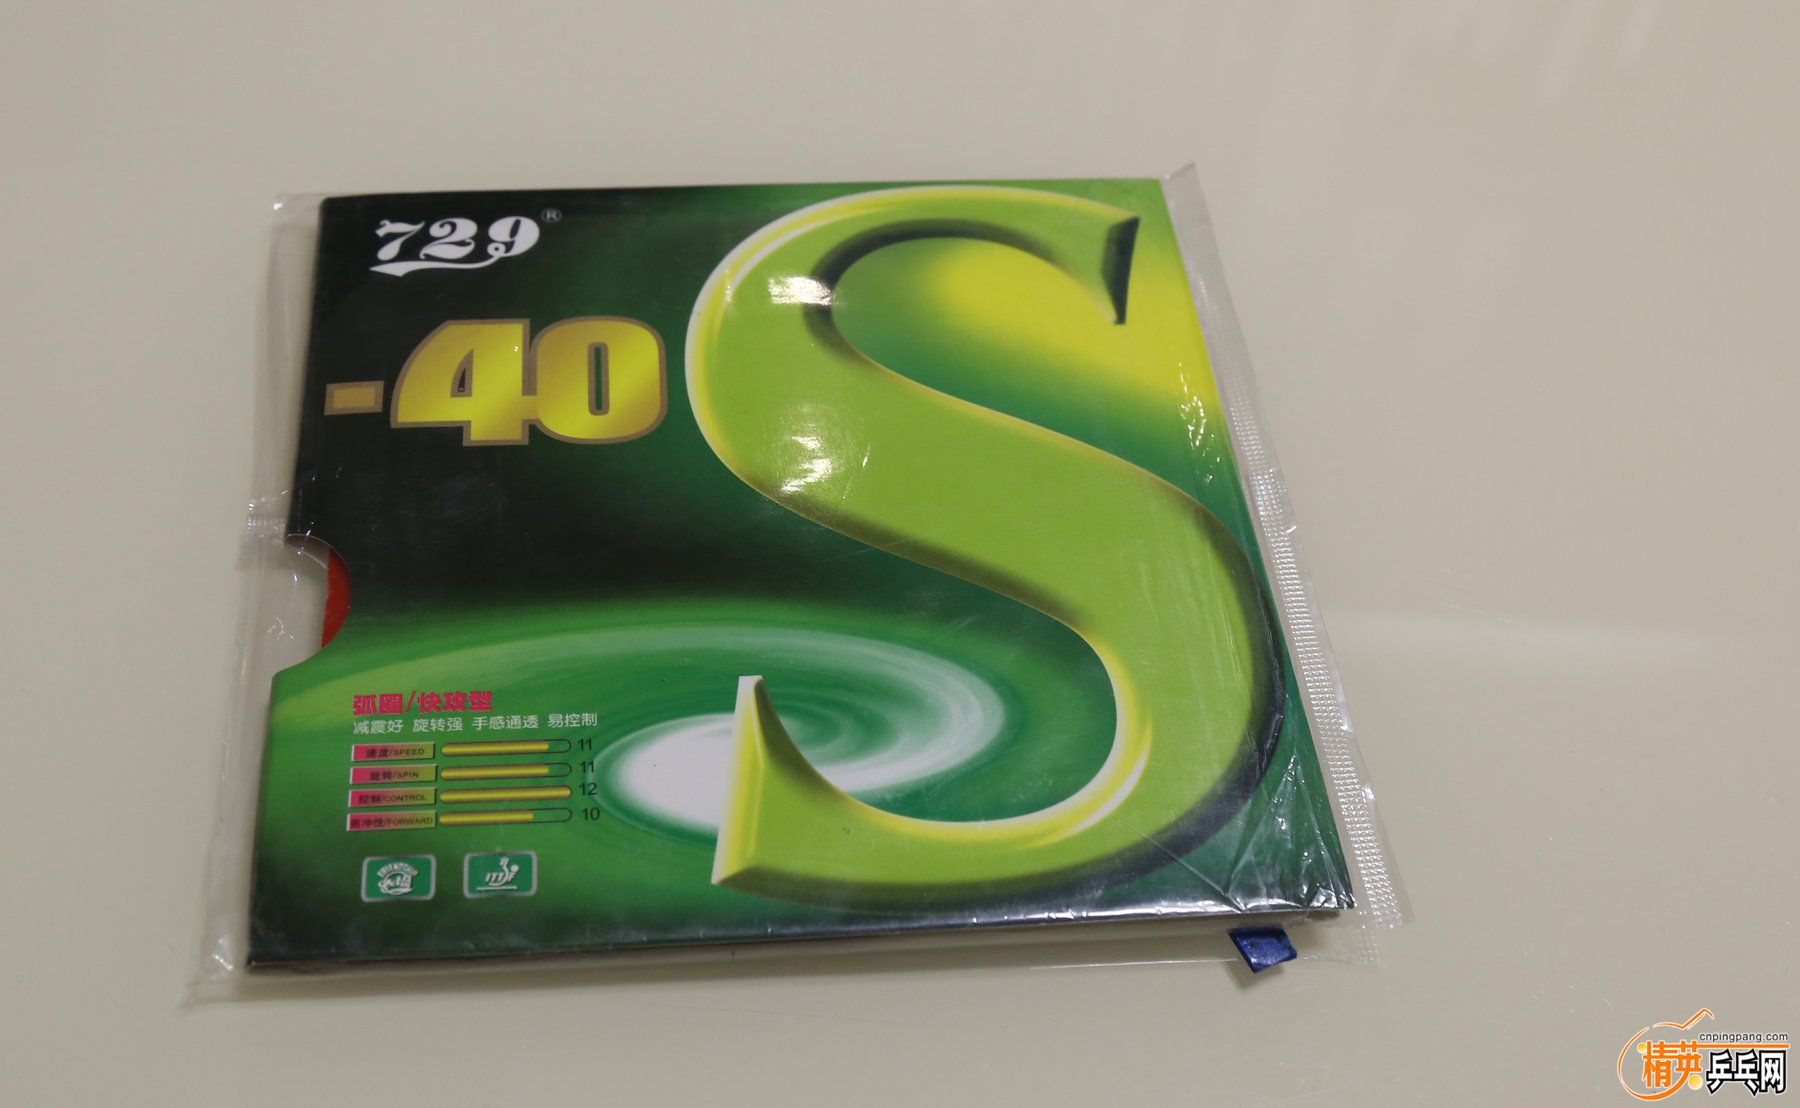 729®
-40
S
弧圈/快攻型
减震好 旋转强 手感通透 易控制
速度/SPEED 11
旋转/SPIN 11
控制/CONTROL 12
前冲性/FORWARD 10
FRIENDSHIP
ITTF
cnpingpang.com
精英乒乓网